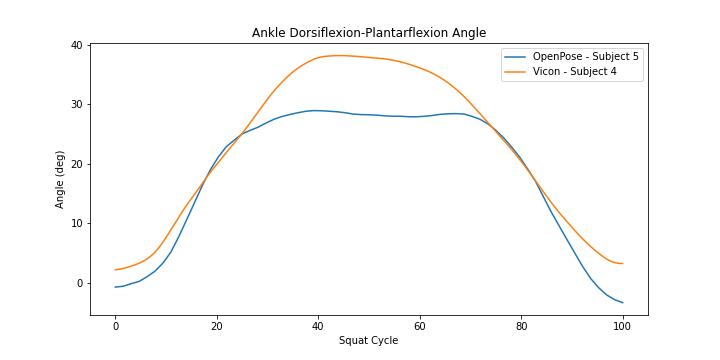 Ankle Dorsiflexion-Plantarflexion Angle
OpenPose - Subject 5
Vicon - Subject 4
Angle (deg)
40
30
20
10
0
0 20 40 60 80 100
Squat Cycle